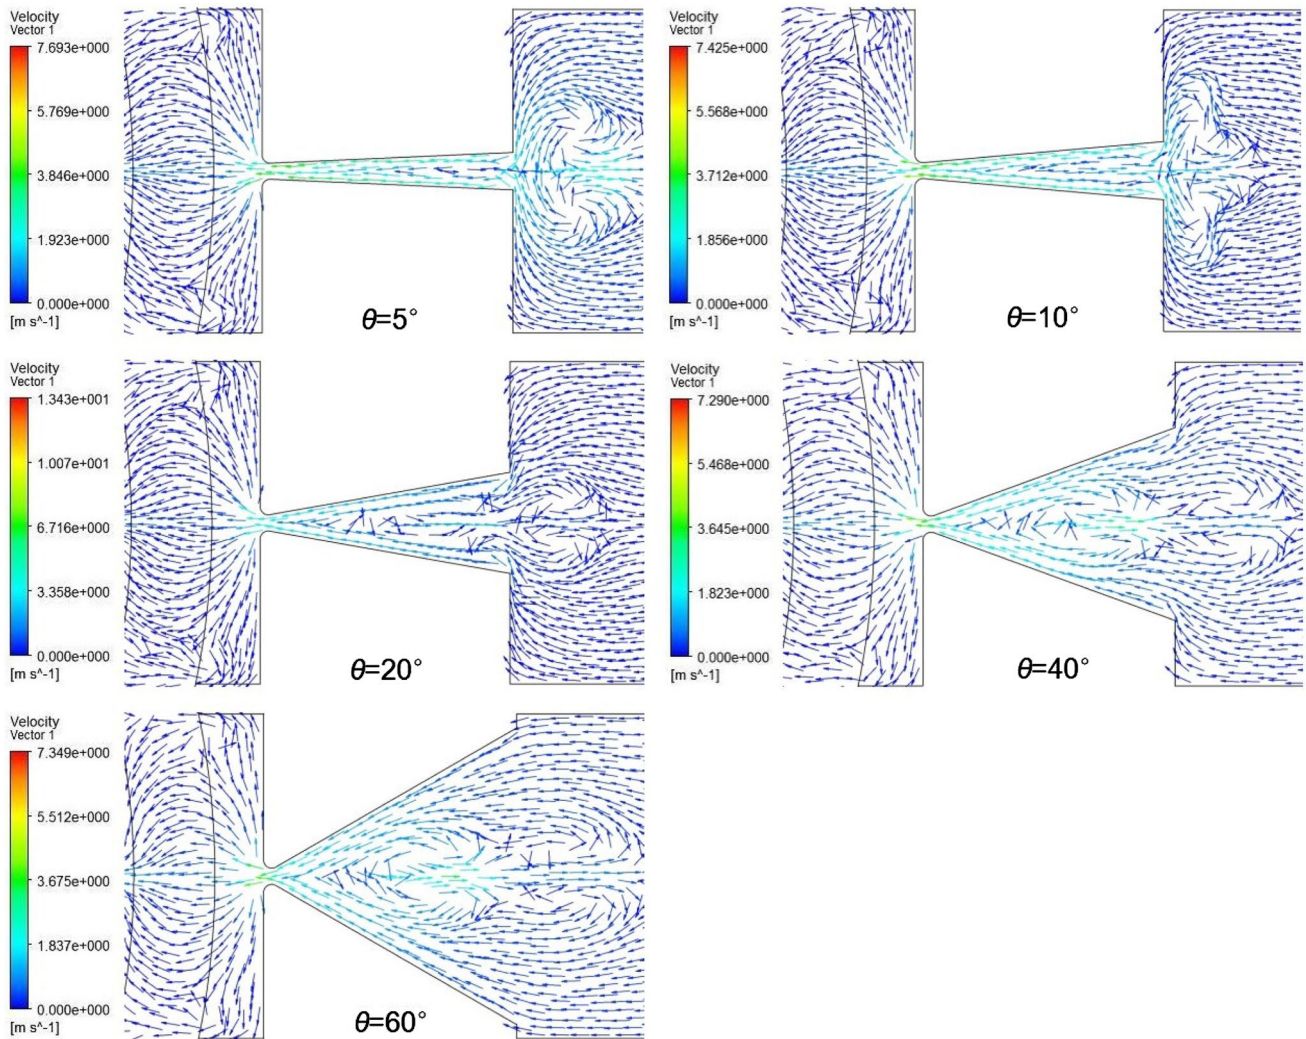 Velocity
Vector 1
7.693e+000
5.769e+000
3.846e+000
1.923e+000
0.000e+000
[m s^-1]
θ=5°
Velocity
Vector 1
7.425e+000
5.568e+000
3.712e+000
1.856e+000
0.000e+000
[m s^-1]
θ=10°
Velocity
Vector 1
1.343e+001
1.007e+001
6.716e+000
3.358e+000
0.000e+000
[m s^-1]
θ=20°
Velocity
Vector 1
7.290e+000
5.468e+000
3.645e+000
1.823e+000
0.000e+000
[m s^-1]
θ=40°
Velocity
Vector 1
7.349e+000
5.512e+000
3.675e+000
1.837e+000
0.000e+000
[m s^-1]
θ=60°